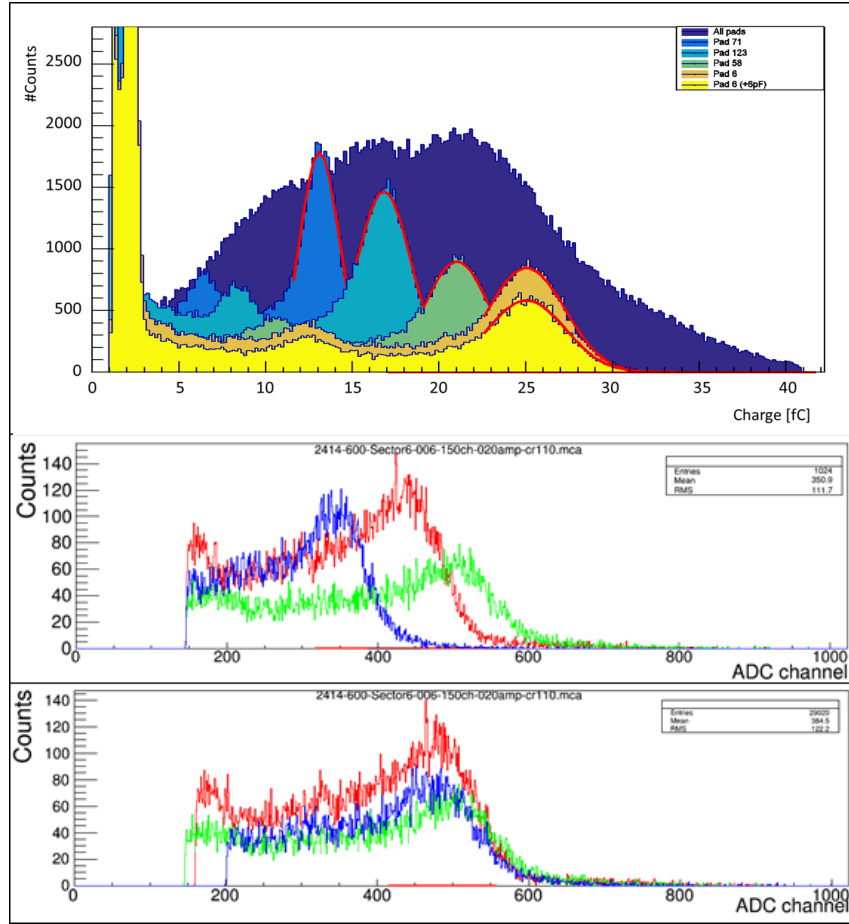 All pads
Pad 71
Pad 123
Pad 58
Pad 6
Pad 6 (+6pF)
#Counts
2500
2000
1500
1000
500
0
0 5 10 15 20 25 30 35 40
Charge [fC]
2414-600-Sector6-006-150ch-020amp-cr110.mca
Counts
Entries 1024
Mean 350.9
RMS 111.7
140
120
100
80
60
40
20
0
0 200 400 600 800 1000
ADC channel
2414-600-Sector6-006-150ch-020amp-cr110.mca
Counts
Entries 29020
Mean 384.5
RMS 122.2
140
120
100
80
60
40
20
0
0 200 400 600 800 1000
ADC channel